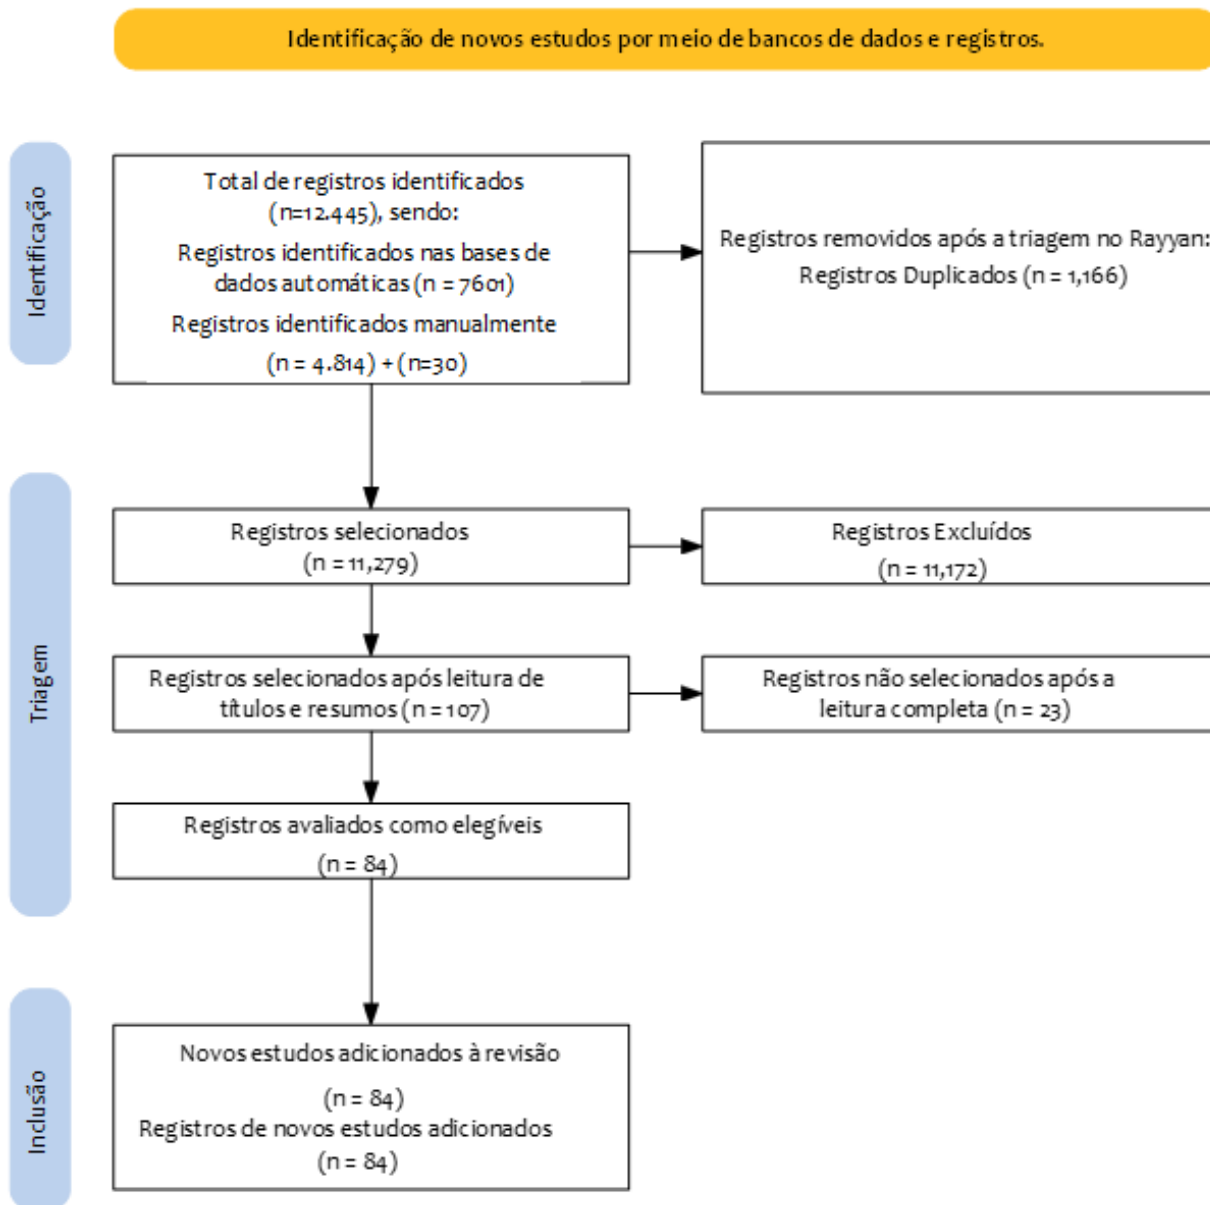 Identificação de novos estudos por meio de bancos de dados e registros.
Identificação
Total de registros identificados
(n=12.445), sendo:
Registros identificados nas bases de
dados automáticas (n = 7601)
Registros identificados manualmente
(n = 4.814) + (n=30)
Registros removidos após a triagem no Rayyan:
Registros Duplicados (n = 1,166)
Triagem
Registros selecionados
(n = 11,279)
Registros Excluídos
(n = 11,172)
Registros selecionados após leitura de
títulos e resumos (n = 107)
Registros não selecionados após a
leitura completa (n = 23)
Registros avaliados como elegíveis
(n = 84)
Inclusão
Novos estudos adicionados à revisão
(n = 84)
Registros de novos estudos adicionados
(n = 84)